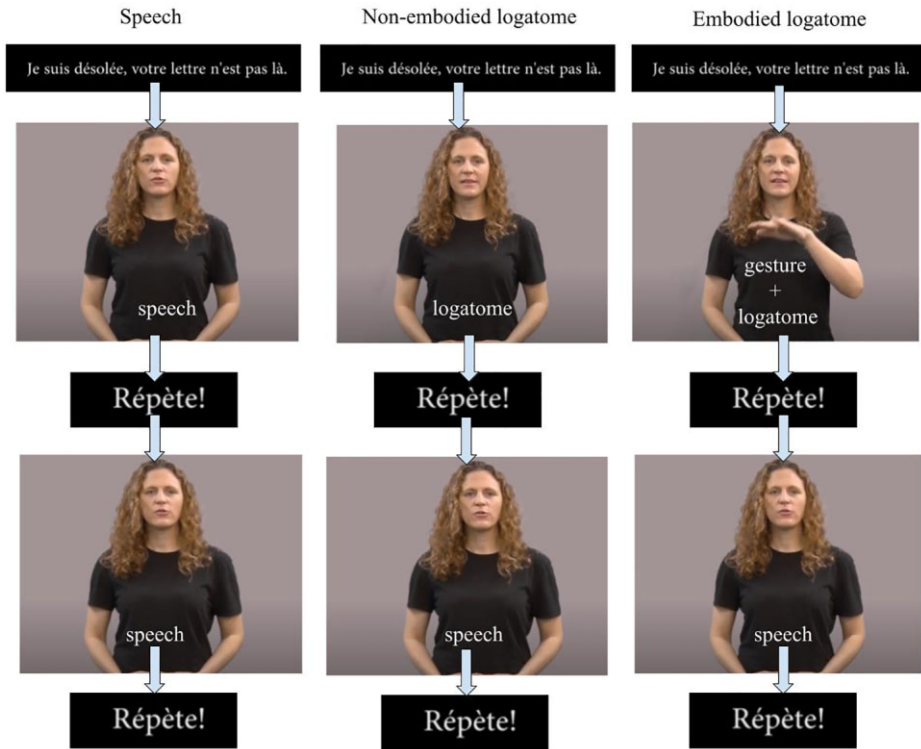 Speech Non-embodied logatome Embodied logatome
Je suis désolée, votre lettre n'est pas là. Je suis désolée, votre lettre n'est pas là. Je suis désolée, votre lettre n'est pas là.
speech
logatome
gesture
+
logatome
Répète! Répète! Répète!
speech speech speech
Répète! Répète! Répète!